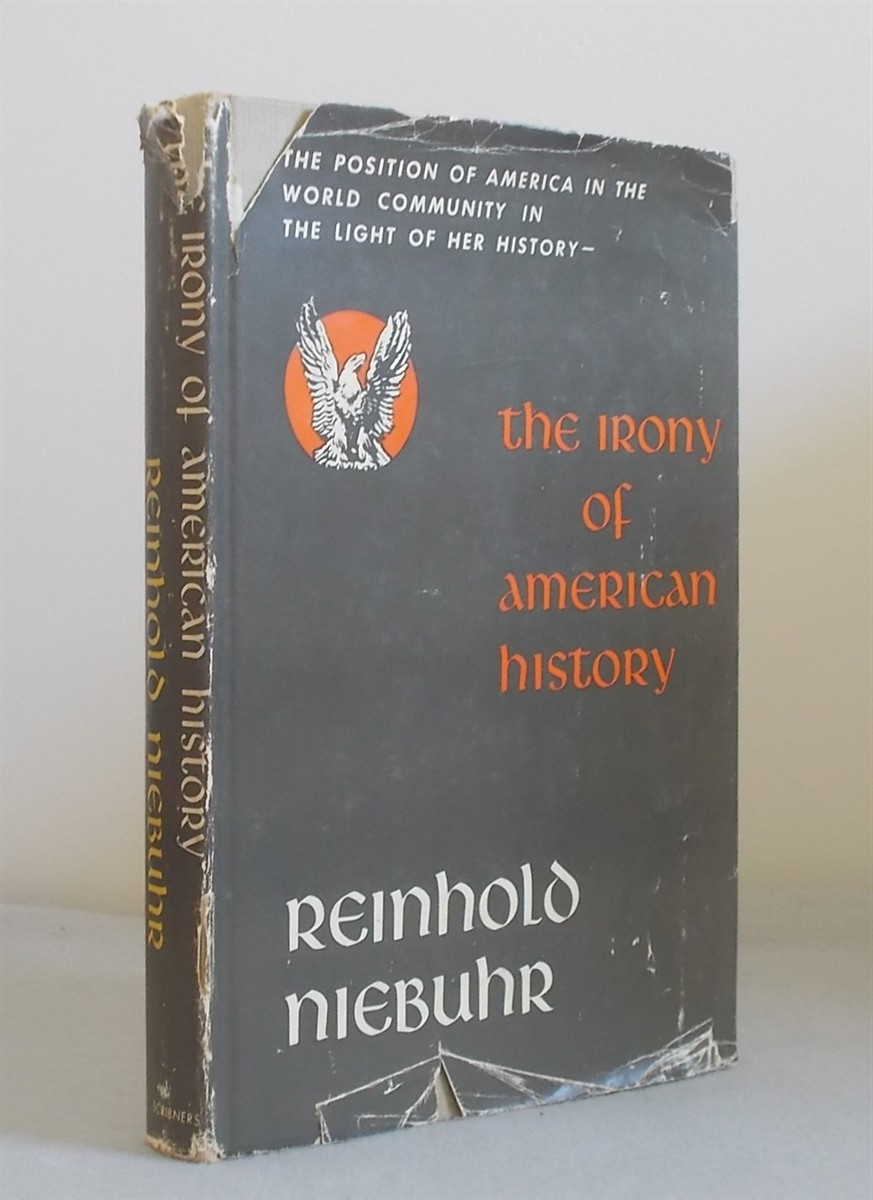 THE POSITION OF AMERICA IN THE
WORLD COMMUNITY IN
THE LIGHT OF HER HISTORY—
the IRony
of
american
history
Reinhold
Niebuhr
IRony of american history
Reinhold Niebuhr
SCRIBNERS